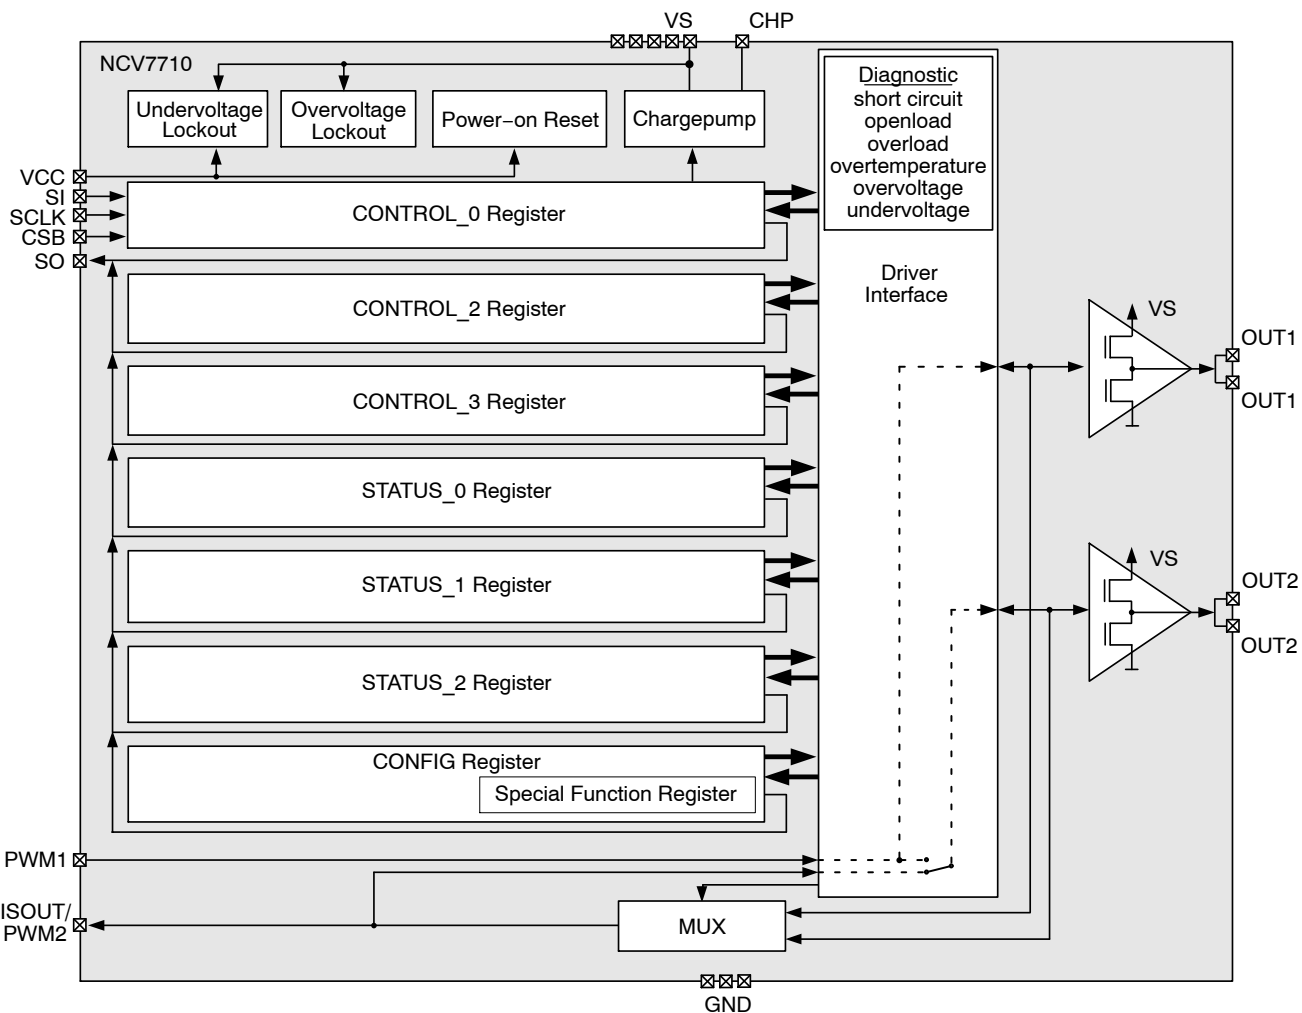 VS
CHP
NCV7710
Undervoltage
Lockout
Overvoltage
Lockout
Power−on Reset
Chargepump
Diagnostic
short circuit
openload
overload
overtemperature
overvoltage
undervoltage
VCC
SI
SCLK
CSB
SO
CONTROL_0 Register
Driver
Interface
CONTROL_2 Register
VS
OUT1
OUT1
CONTROL_3 Register
STATUS_0 Register
STATUS_1 Register
VS
OUT2
OUT2
STATUS_2 Register
CONFIG Register
Special Function Register
PWM1
ISOUT/
PWM2
MUX
GND